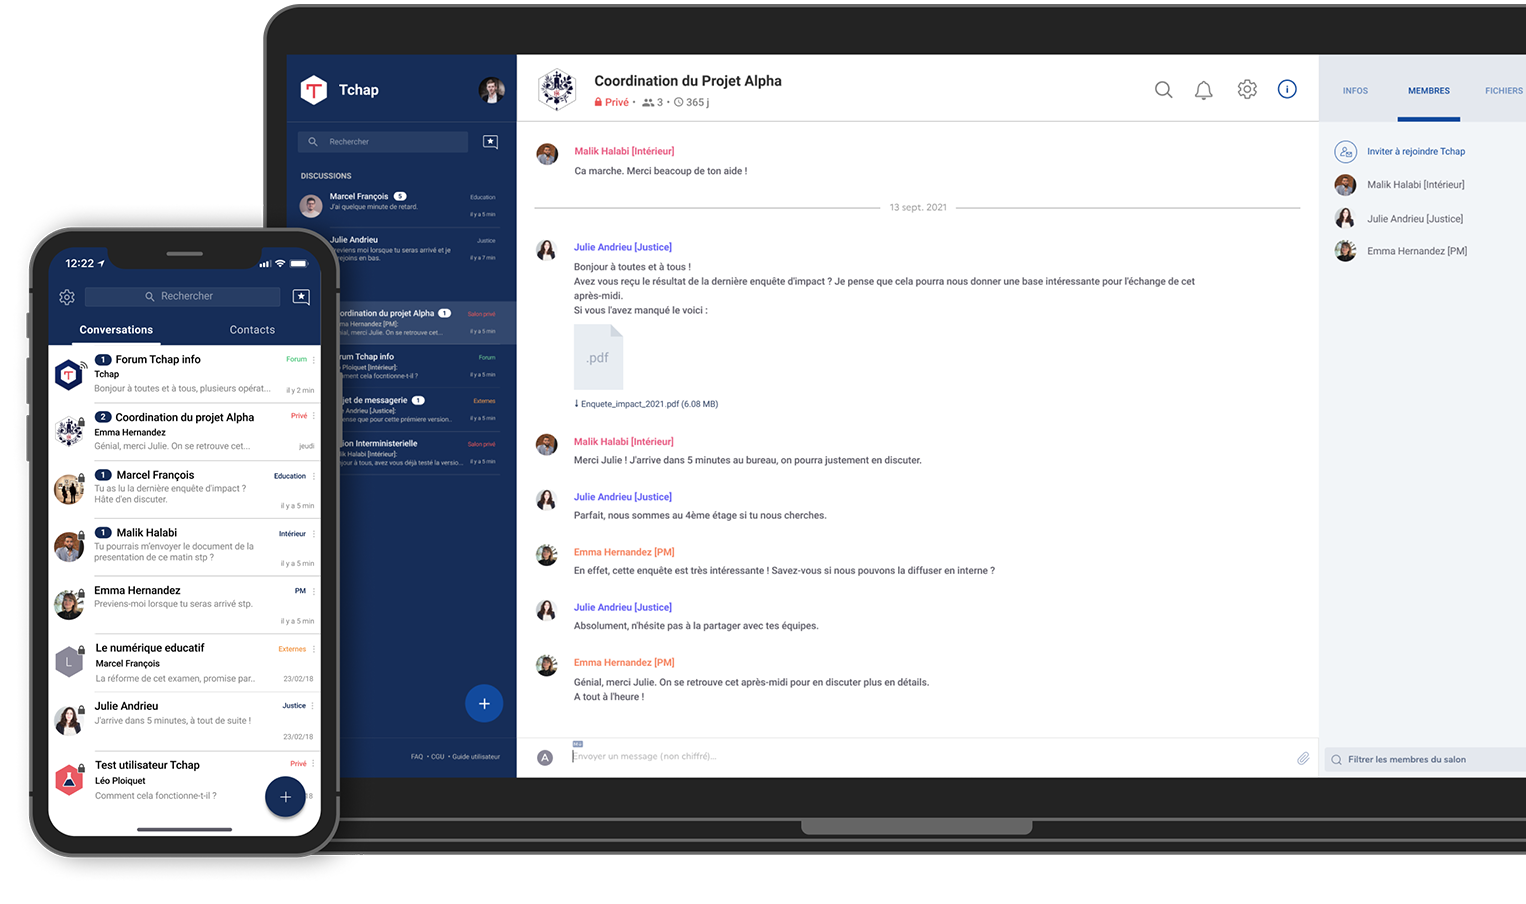 Tchap
Rechercher
DISCUSSIONS
Marcel François 5
Education
J'ai quelque minute de retard.
il y a 5 min
Julie Andrieu
Justice
reviens moi lorsque tu seras arrivé et je
rejoins en bas.
il y a 7 min
ordination du projet Alpha 1
Salon privé
ma Hernandez [PM]:
nial, merci Julie. On se retrouve cet...
il y a 5 min
rum Tchap info
Forum
Ploiquet [Intérieur]:
ment cela focntionne-t-il ?
il y a 5 min
jet de messagerie 1
Externes
Andrieu [Justice]:
ense que pour cette prémiere version..
il y a 5 min
ion Interministerielle
Salon privé
lik Halabi [Intérieur]:
jour à tous, avez vous déjà testé la versio...
il y a 5 min
+
FAQ • CGU • Guide utilisateur
Coordination du Projet Alpha
Privé • 3 • 365 j
Malik Halabi [Intérieur]
Ca marche. Merci beacoup de ton aide !
13 sept. 2021
Julie Andrieu [Justice]
Bonjour à toutes et à tous !
Avez vous reçu le résultat de la dernière enquête d'impact ? Je pense que cela pourra nous donner une base intéressante pour l'échange de cet
après-midi.
Si vous l'avez manqué le voici :
.pdf
Enquete_impact_2021.pdf (6.08 MB)
Malik Halabi [Intérieur]
Merci Julie ! J'arrive dans 5 minutes au bureau, on pourra justement en discuter.
Julie Andrieu [Justice]
Parfait, nous sommes au 4ème étage si tu nous cherches.
Emma Hernandez [PM]
En effet, cette enquête est très intéressante ! Savez-vous si nous pouvons la diffuser en interne ?
Julie Andrieu [Justice]
Absolument, n'hésite pas à la partager avec tes équipes.
Emma Hernandez [PM]
Génial, merci Julie. On se retrouve cet après-midi pour en discuter plus en détails.
A tout à l'heure !
A
Envoyer un message (non chiffré)...
INFOS
MEMBRES
FICHIERS
Inviter à rejoindre Tchap
Malik Halabi [Intérieur]
Julie Andrieu [Justice]
Emma Hernandez [PM]
Filtrer les membres du salon
12:22
Rechercher
Conversations
Contacts
1 Forum Tchap info
Forum
Tchap
Bonjour à toutes et à tous, plusieurs opérat...
il y 2 min
2 Coordination du projet Alpha
Privé
Emma Hernandez
Génial, merci Julie. On se retrouve cet...
jeudi
1 Marcel François
Education
Tu as lu la dernière enquête d'impact ?
Hâte d'en discuter.
il y a 5 min
1 Malik Halabi
Intérieur
Tu pourrais m'envoyer le document de la
presentation de ce matin stp ?
il y a 5 min
Emma Hernandez
PM
Previens-moi lorsque tu seras arrivé stp.
il y a 5 min
L
Le numérique educatif
Externes
Marcel François
La réforme de cet examen, promise par..
23/02/18
Julie Andrieu
Justice
J'arrive dans 5 minutes, à tout de suite !
23/02/18
Test utilisateur Tchap
Privé
Léo Ploiquet
Comment cela fonctionne-t-il ?
18
+